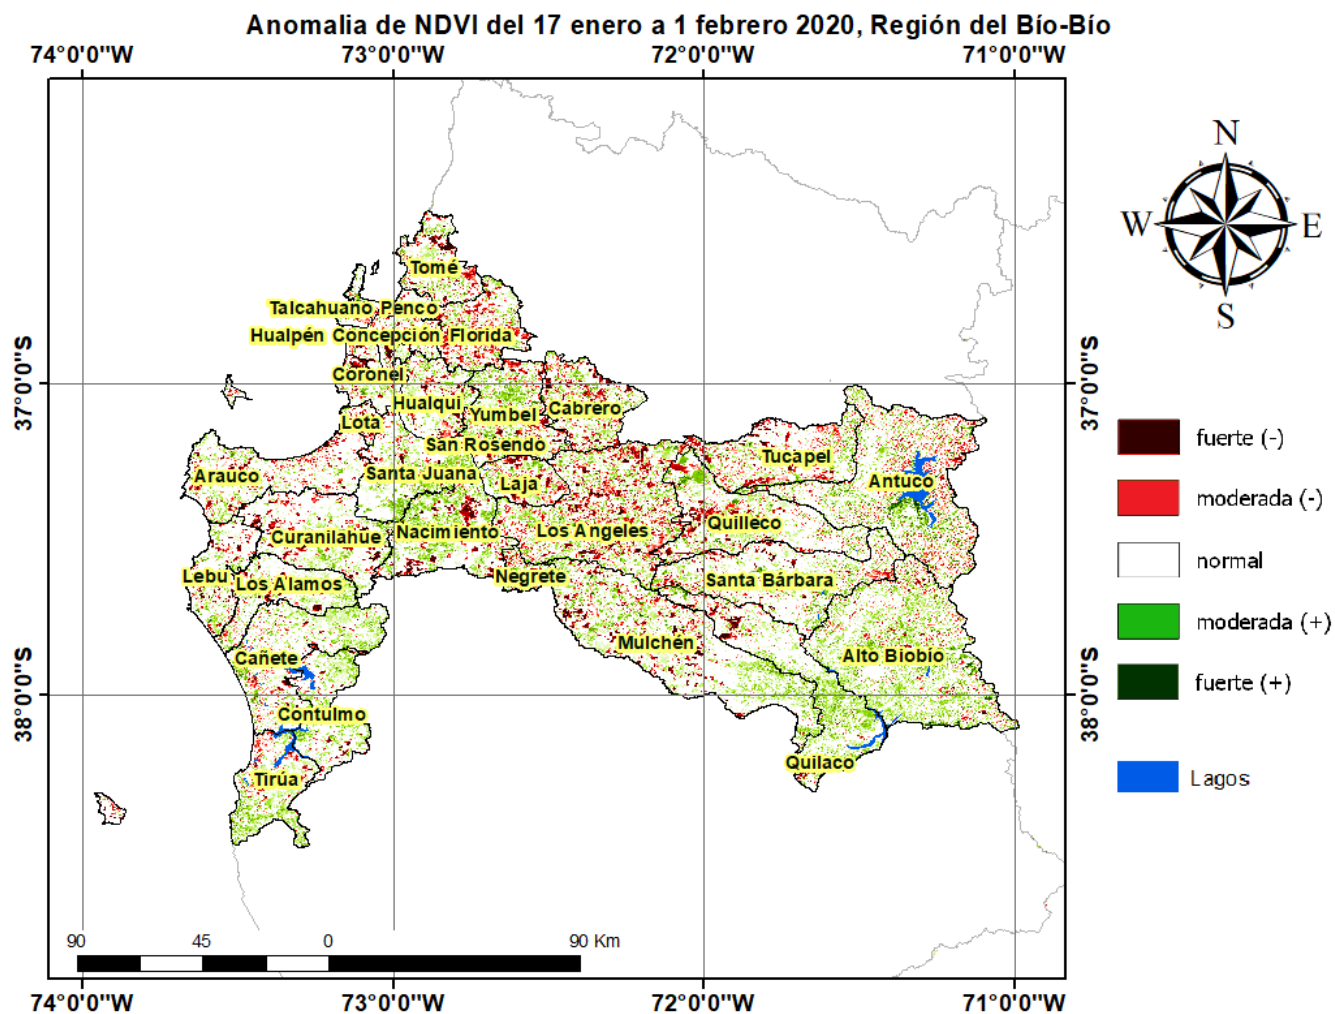 Anomalia de NDVI del 17 enero a 1 febrero 2020, Región del Bío-Bío
74°0'0"W 73°0'0"W 72°0'0"W 71°0'0"W
N
W E
S
Tomé
Talcahuano Penco
Hualpén Concepción Florida
Coronel
37°0'0"S 37°0'0"S
Hualqui Yumbel Cabrero
Lota
San Rosendo
Tucapel
Arauco Santa Juana Laja Antuco
Curanilahue Nacimiento Los Angeles Quilleco
Lebu Los Alamos Negrete Santa Bárbara
Mulchén
Cañete Alto Biobío
38°0'0"S 38°0'0"S
Contulmo
Quilaco
Tirúa
fuerte (-)
moderada (-)
normal
moderada (+)
fuerte (+)
Lagos
90 45 0 90 Km
74°0'0"W 73°0'0"W 72°0'0"W 71°0'0"W